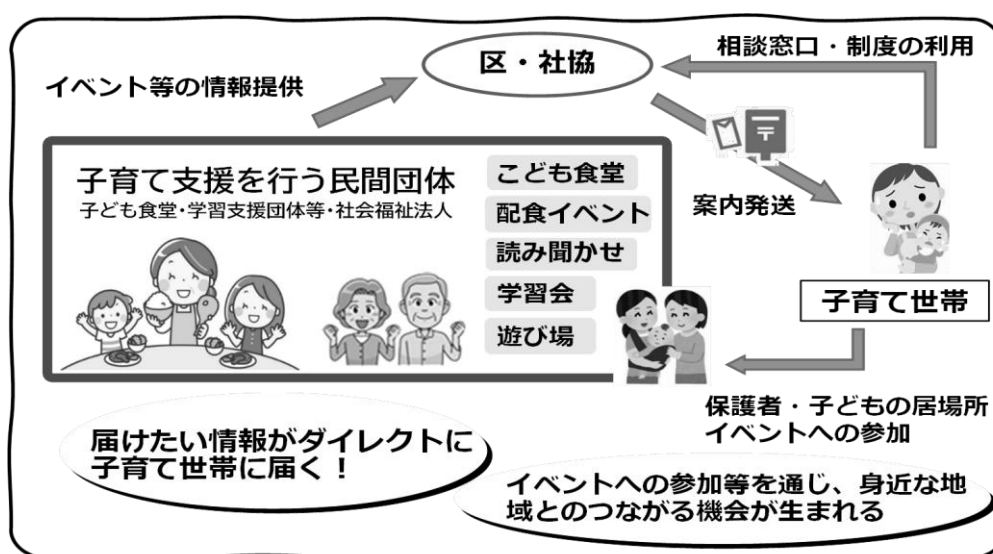 区・社協
相談窓口・制度の利用
イベント等の情報提供
子育て支援を行う民間団体
子ども食堂・学習支援団体等・社会福祉法人
こども食堂
配食イベント
読み聞かせ
学習会
遊び場
〒
案内発送
子育て世帯
保護者・子どもの居場所
イベントへの参加
届けたい情報がダイレクトに
子育て世帯に届く！
イベントへの参加等を通じ、身近な地
域とのつながる機会が生まれる